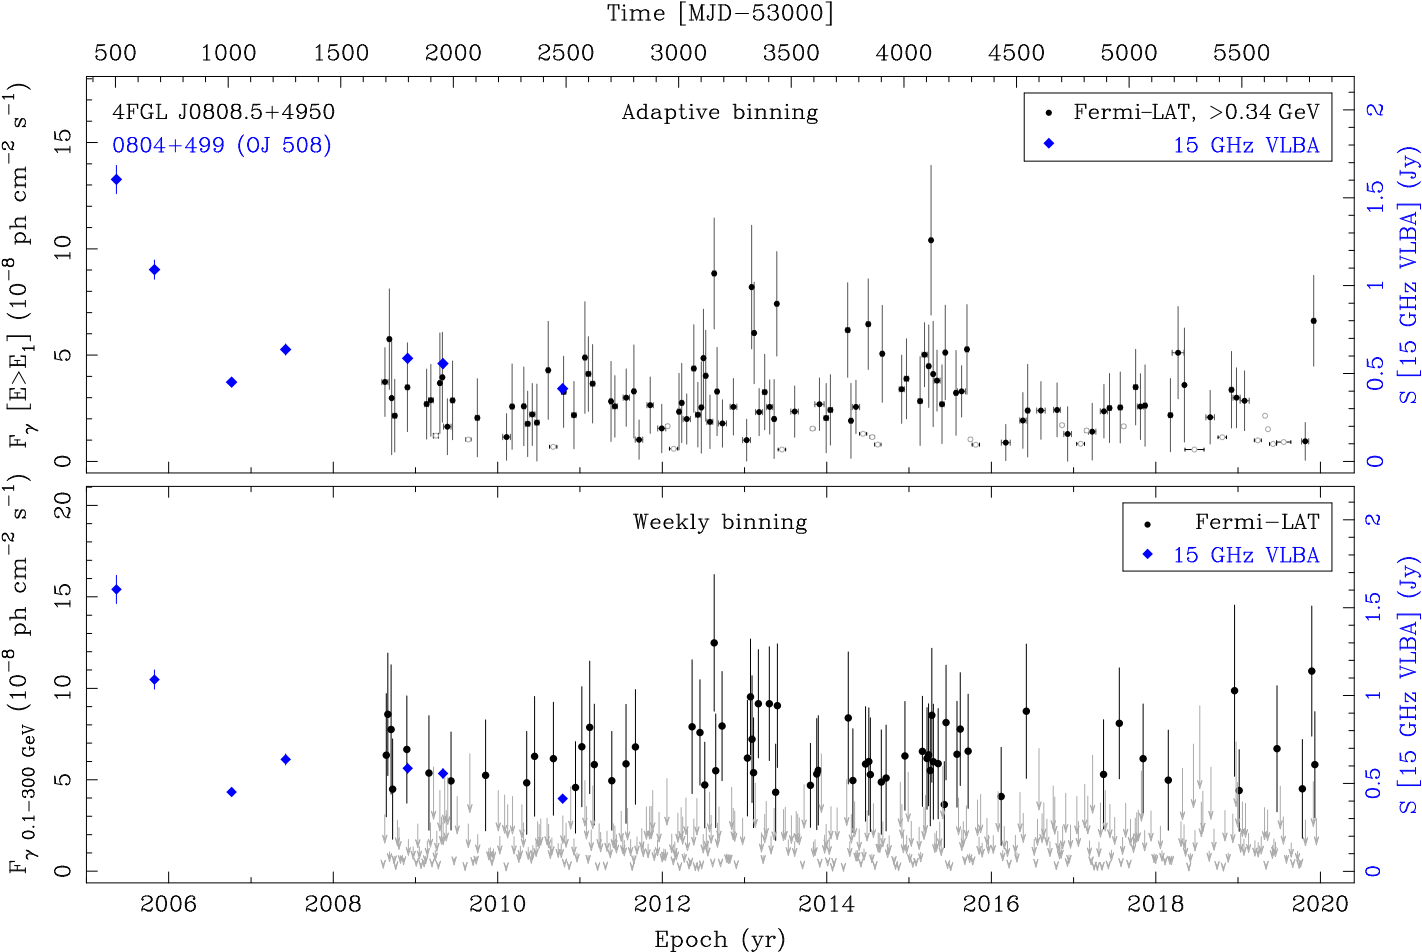 Time [MJD−53000]
500 1000 1500 2000 2500 3000 3500 4000 4500 5000 5500
4FGL J0808.5+4950
0804+499 (OJ 508)
Adaptive binning
Fermi−LAT, >0.34 GeV
15 GHz VLBA
F_γ [E>E_1] (10^−8 ph cm^−2 s^−1)
0 5 10 15
S [15 GHz VLBA] (Jy)
0 0.5 1 1.5 2
Weekly binning
Fermi−LAT
15 GHz VLBA
F_γ 0.1−300 GeV (10^−8 ph cm^−2 s^−1)
0 5 10 15 20
S [15 GHz VLBA] (Jy)
0 0.5 1 1.5 2
2006 2008 2010 2012 2014 2016 2018 2020
Epoch (yr)